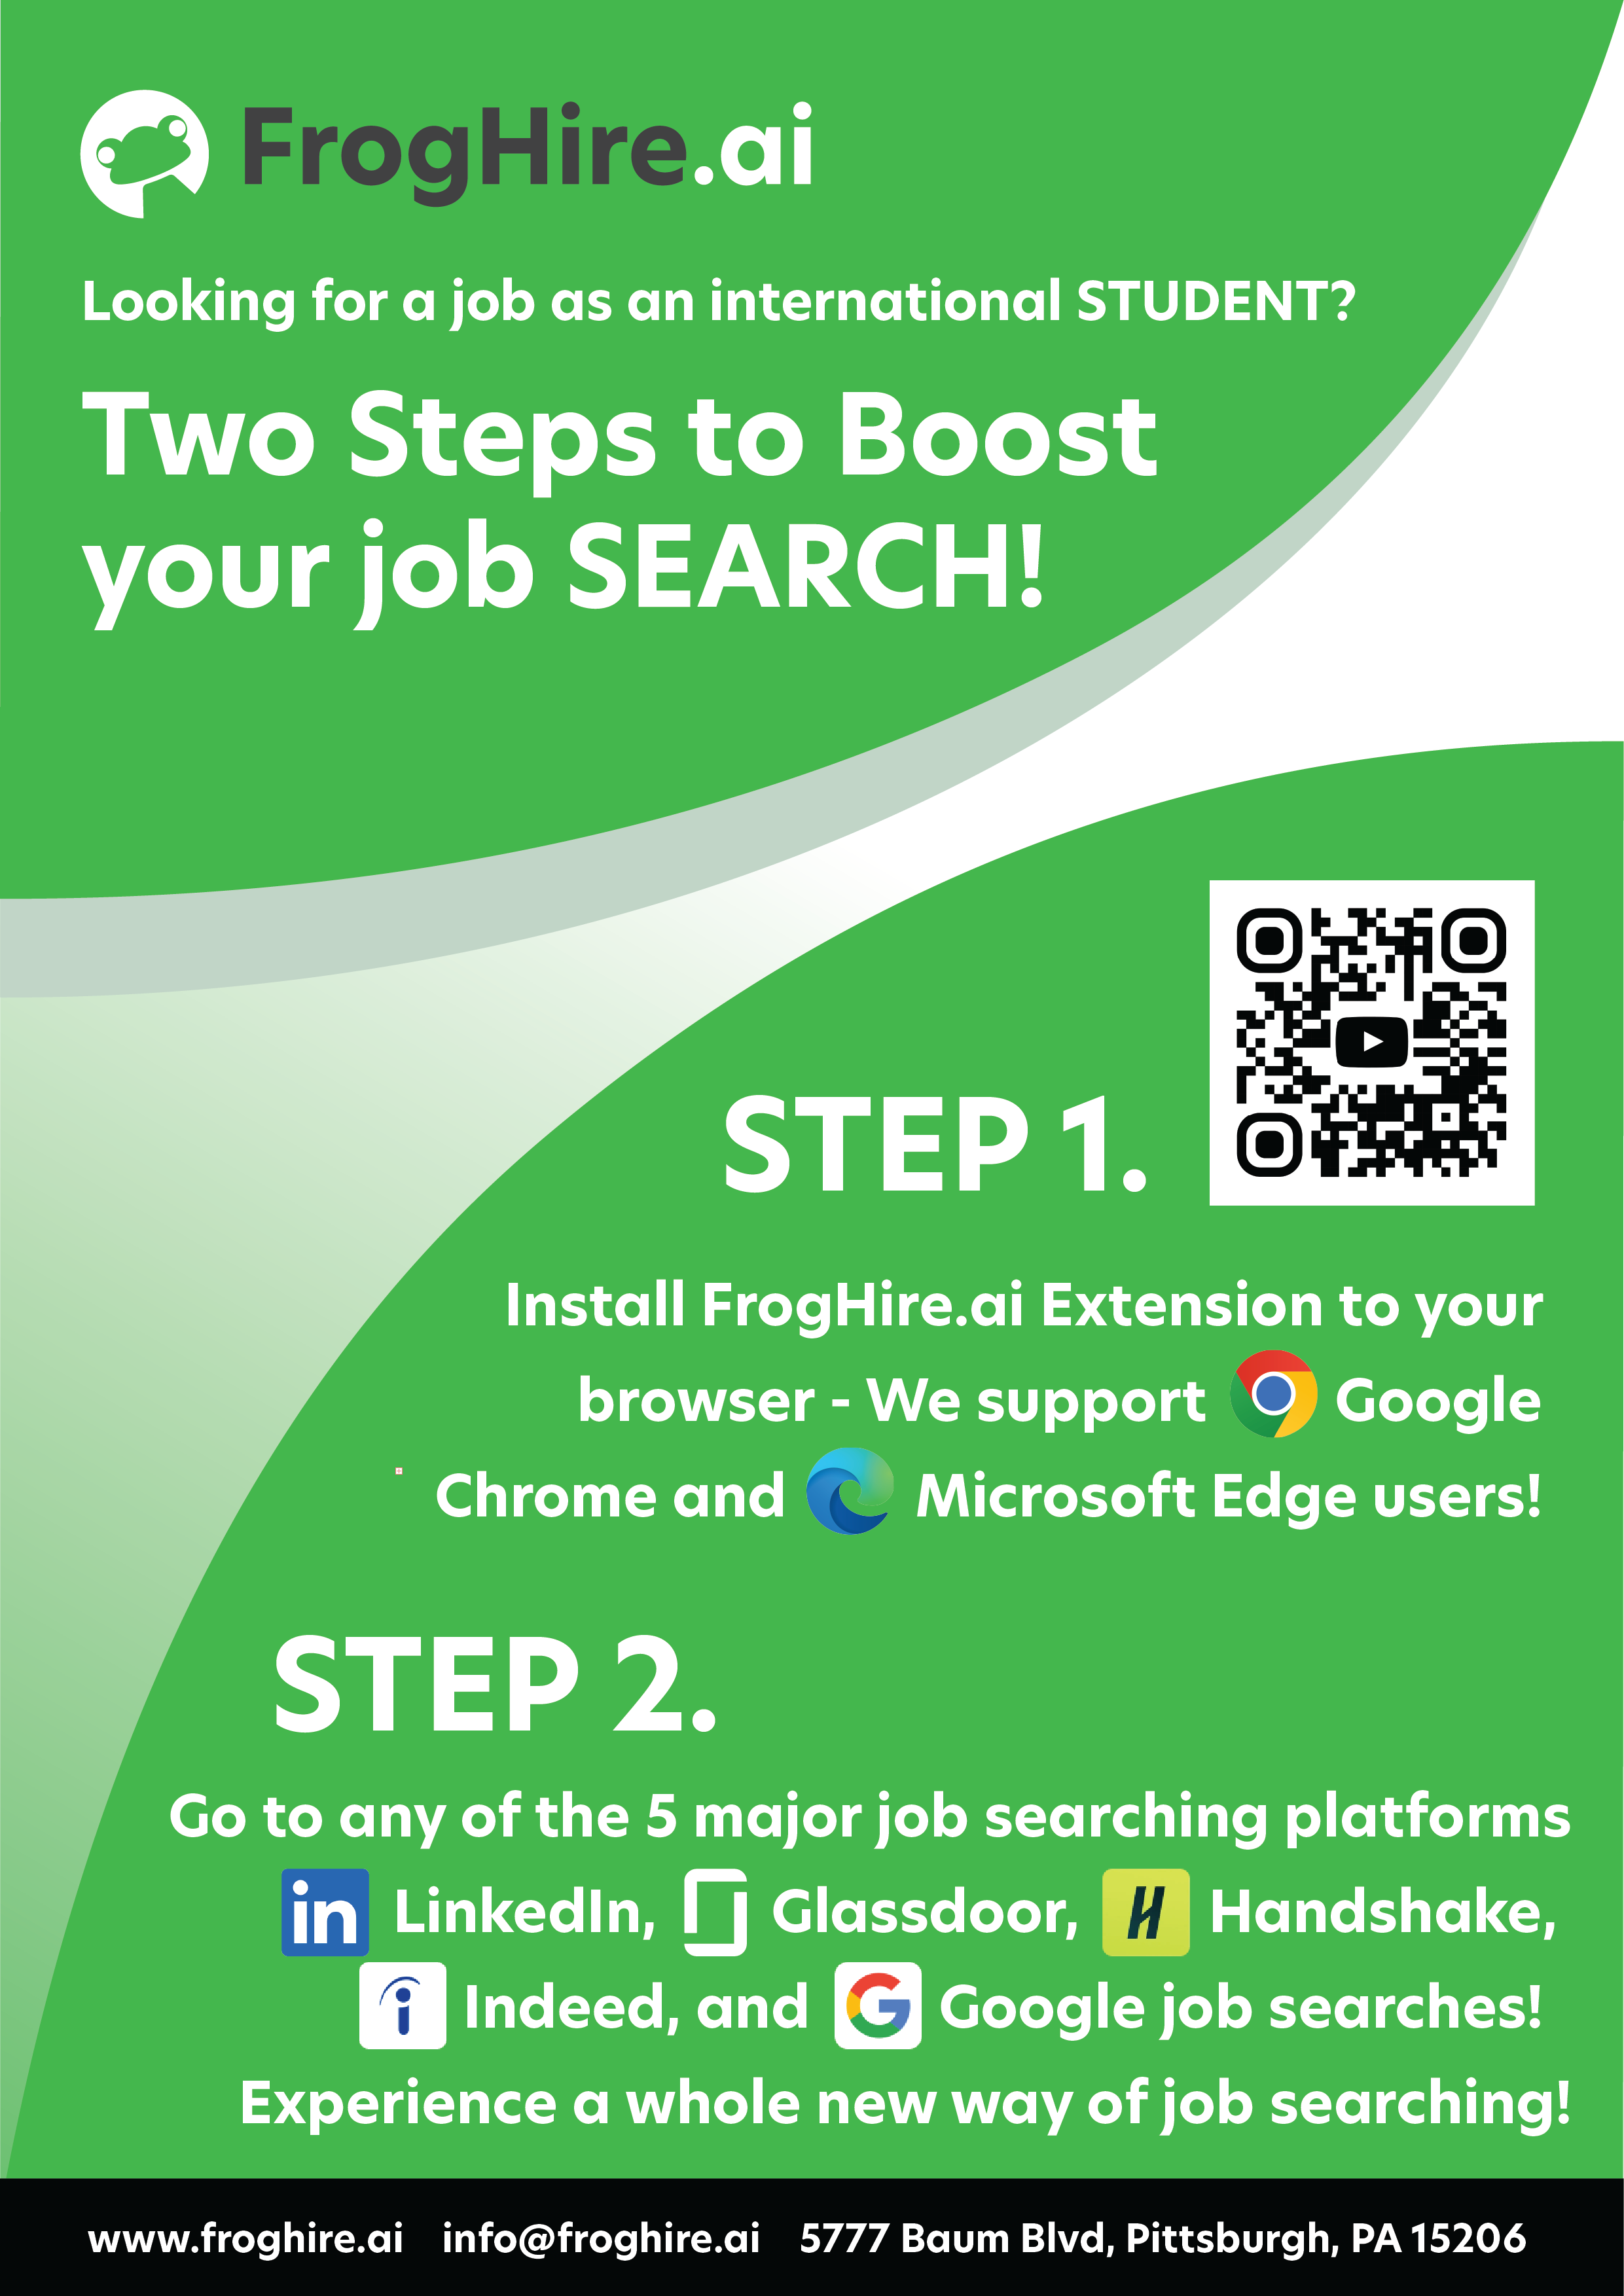 FrogHire.ai
Looking for a job as an international STUDENT?
Two Steps to Boost
your job SEARCH!
STEP 1.
Install FrogHire.ai Extension to your
browser - We support Google
Chrome and Microsoft Edge users!
STEP 2.
Go to any of the 5 major job searching platforms
in LinkedIn, Glassdoor, H Handshake,
i Indeed, and G Google job searches!
Experience a whole new way of job searching!
www.froghire.ai info@froghire.ai 5777 Baum Blvd, Pittsburgh, PA 15206